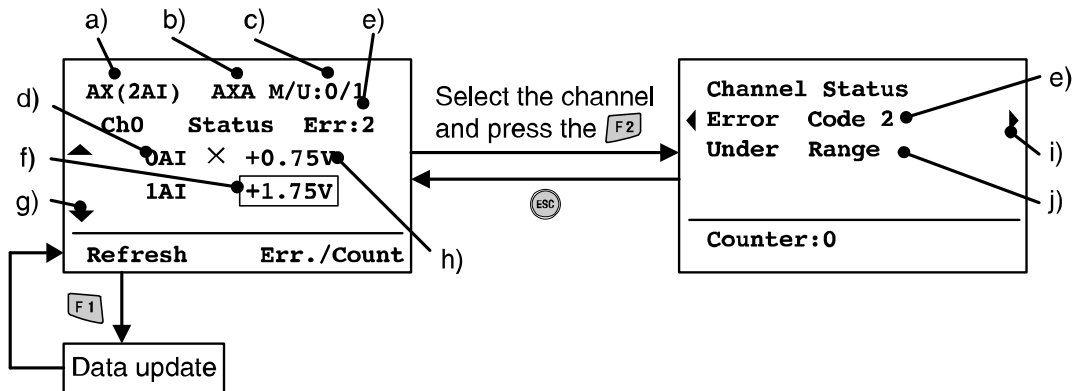 a) b) c) e)
AX(2AI) AXA M/U:0/1
d)
Ch0 Status Err:2
0AI × +0.75V
f)
1AI +1.75V
g)
h)
Refresh Err./Count
F1
Data update
Select the channel
and press the F2
ESC
Channel Status
e)
Error Code 2
Under Range
i)
j)
Counter:0